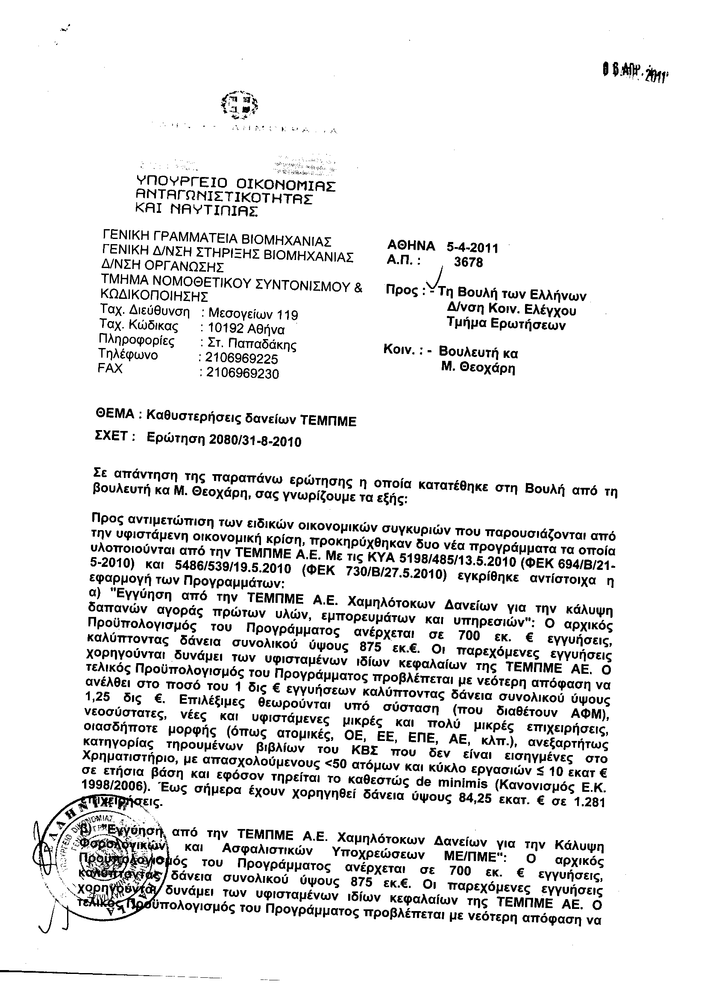 06 ΑΠΡ. 2011
ΥΠΟΥΡΓΕΙΟ ΟΙΚΟΝΟΜΙΑΣ
ΑΝΤΑΓΩΝΙΣΤΙΚΟΤΗΤΑΣ
ΚΑΙ ΝΑΥΤΙΛΙΑΣ
ΓΕΝΙΚΗ ΓΡΑΜΜΑΤΕΙΑ ΒΙΟΜΗΧΑΝΙΑΣ
ΓΕΝΙΚΗ Δ/ΝΣΗ ΣΤΗΡΙΞΗΣ ΒΙΟΜΗΧΑΝΙΑΣ
Δ/ΝΣΗ ΟΡΓΑΝΩΣΗΣ
ΤΜΗΜΑ ΝΟΜΟΘΕΤΙΚΟΥ ΣΥΝΤΟΝΙΣΜΟΥ &
ΚΩΔΙΚΟΠΟΙΗΣΗΣ
Ταχ. Διεύθυνση : Μεσογείων 119
Ταχ. Κώδικας : 10192 Αθήνα
Πληροφορίες : Στ. Παπαδάκης
Τηλέφωνο : 2106969225
FAX : 2106969230
ΑΘΗΝΑ 5-4-2011
Α.Π. : 3678
Προς : - Τη Βουλή των Ελλήνων
Δ/νση Κοιν. Ελέγχου
Τμήμα Ερωτήσεων
Κοιν. : - Βουλευτή κα
Μ. Θεοχάρη
ΘΕΜΑ : Καθυστερήσεις δανείων ΤΕΜΠΜΕ
ΣΧΕΤ : Ερώτηση 2080/31-8-2010
Σε απάντηση της παραπάνω ερώτησης η οποία κατατέθηκε στη Βουλή από τη
βουλευτή κα Μ. Θεοχάρη, σας γνωρίζουμε τα εξής:
Προς αντιμετώπιση των ειδικών οικονομικών συγκυριών που παρουσιάζονται από
την υφιστάμενη οικονομική κρίση, προκηρύχθηκαν δυο νέα προγράμματα τα οποία
υλοποιούνται από την ΤΕΜΠΜΕ Α.Ε. Με τις ΚΥΑ 5198/485/13.5.2010 (ΦΕΚ 694/Β/21-
5-2010) και 5486/539/19.5.2010 (ΦΕΚ 730/Β/27.5.2010) εγκρίθηκε αντίστοιχα η
εφαρμογή των Προγραμμάτων:
α) "Εγγύηση από την ΤΕΜΠΜΕ Α.Ε. Χαμηλότοκων Δανείων για την κάλυψη
δαπανών αγοράς πρώτων υλών, εμπορευμάτων και υπηρεσιών": Ο αρχικός
Προϋπολογισμός του Προγράμματος ανέρχεται σε 700 εκ. € εγγυήσεις,
καλύπτοντας δάνεια συνολικού ύψους 875 εκ.€. Οι παρεχόμενες εγγυήσεις
χορηγούνται δυνάμει των υφισταμένων ιδίων κεφαλαίων της ΤΕΜΠΜΕ ΑΕ. Ο
τελικός Προϋπολογισμός του Προγράμματος προβλέπεται με νεότερη απόφαση να
ανέλθει στο ποσό του 1 δις € εγγυήσεων καλύπτοντας δάνεια συνολικού ύψους
1,25 δις €. Επιλέξιμες θεωρούνται υπό σύσταση (που διαθέτουν ΑΦΜ),
νεοσύστατες, νέες και υφιστάμενες μικρές και πολύ μικρές επιχειρήσεις,
οιασδήποτε μορφής (όπως ατομικές, ΟΕ, ΕΕ, ΕΠΕ, ΑΕ, κλπ.), ανεξαρτήτως
κατηγορίας τηρουμένων βιβλίων του ΚΒΣ που δεν είναι εισηγμένες στο
Χρηματιστήριο, με απασχολούμενους <50 ατόμων και κύκλο εργασιών ≤ 10 εκατ €
σε ετήσια βάση και εφόσον τηρείται το καθεστώς de minimis (Κανονισμός Ε.Κ.
1998/2006). Έως σήμερα έχουν χορηγηθεί δάνεια ύψους 84,25 εκατ. € σε 1.281
επιχειρήσεις.
β) "Εγγύηση από την ΤΕΜΠΜΕ Α.Ε. Χαμηλότοκων Δανείων για την Κάλυψη
Φορολογικών και Ασφαλιστικών Υποχρεώσεων ΜΕ/ΠΜΕ": Ο αρχικός
Προϋπολογισμός του Προγράμματος ανέρχεται σε 700 εκ. € εγγυήσεις,
καλύπτοντας δάνεια συνολικού ύψους 875 εκ.€. Οι παρεχόμενες εγγυήσεις
χορηγούνται δυνάμει των υφισταμένων ιδίων κεφαλαίων της ΤΕΜΠΜΕ ΑΕ. Ο
τελικός Προϋπολογισμός του Προγράμματος προβλέπεται με νεότερη απόφαση να